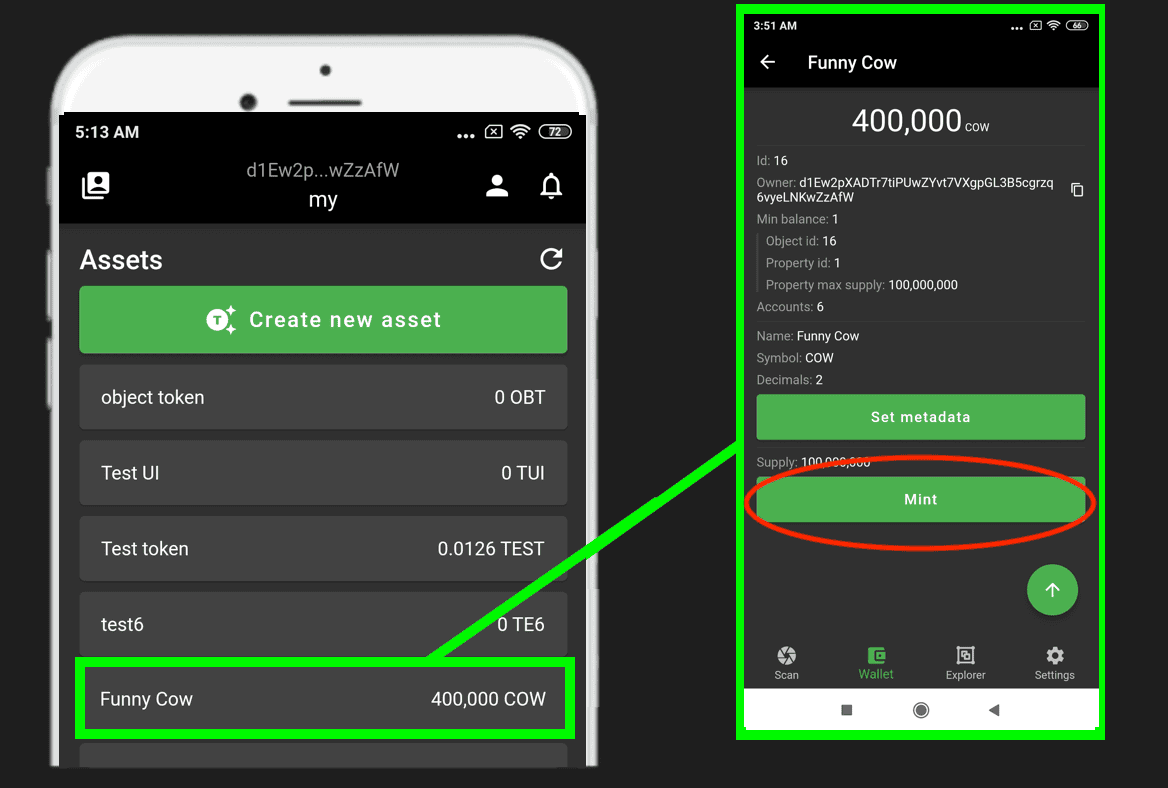 5:13 AM
72
d1Ew2p...wZzAfW
my
Assets
T Create new asset
object token 0 OBT
Test UI 0 TUI
Test token 0.0126 TEST
test6 0 TE6
Funny Cow 400,000 COW
3:51 AM
66
Funny Cow
400,000 COW
Id: 16
Owner: d1Ew2pXADTr7tiPUwZYvt7VXgpGL3B5cgrzq
6vyeLNKwZzAfW
Min balance: 1
Object id: 16
Property id: 1
Property max supply: 100,000,000
Accounts: 6
Name: Funny Cow
Symbol: COW
Decimals: 2
Set metadata
Supply: 100,000,000
Mint
Scan Wallet Explorer Settings